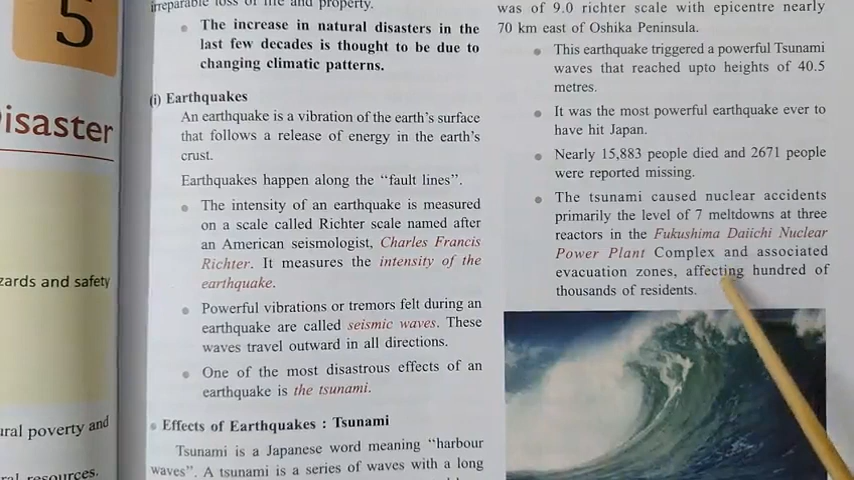 5
isaster
zards and safety
ural poverty and
ral resources.
irreparable loss of life and property.
The increase in natural disasters in the
last few decades is thought to be due to
changing climatic patterns.
(i) Earthquakes
An earthquake is a vibration of the earth's surface
that follows a release of energy in the earth's
crust.
Earthquakes happen along the "fault lines".
The intensity of an earthquake is measured
on a scale called Richter scale named after
an American seismologist, Charles Francis
Richter. It measures the intensity of the
earthquake.
Powerful vibrations or tremors felt during an
earthquake are called seismic waves. These
waves travel outward in all directions.
One of the most disastrous effects of an
earthquake is the tsunami.
Effects of Earthquakes : Tsunami
Tsunami is a Japanese word meaning "harbour
waves". A tsunami is a series of waves with a long
was of 9.0 richter scale with epicentre nearly
70 km east of Oshika Peninsula.
This earthquake triggered a powerful Tsunami
waves that reached upto heights of 40.5
metres.
It was the most powerful earthquake ever to
have hit Japan.
Nearly 15,883 people died and 2671 people
were reported missing.
The tsunami caused nuclear accidents
primarily the level of 7 meltdowns at three
reactors in the Fukushima Daiichi Nuclear
Power Plant Complex and associated
evacuation zones, affecting hundred of
thousands of residents.